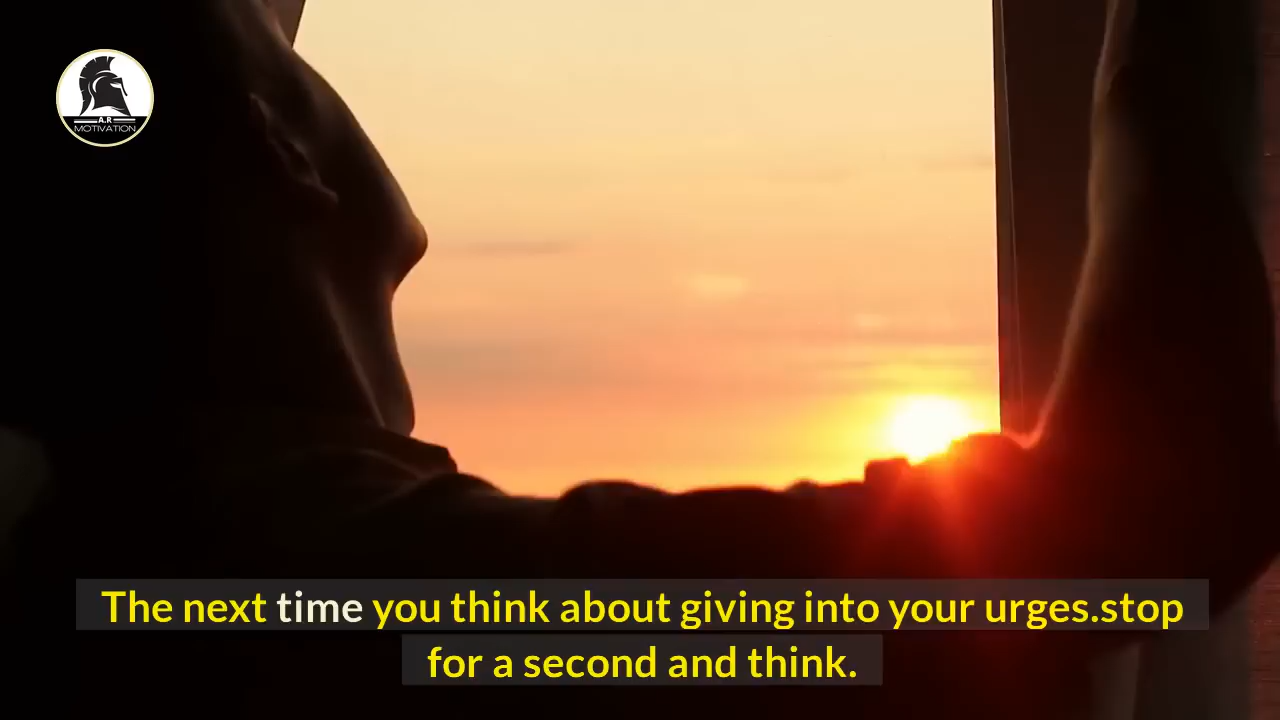 A.R
MOTIVATION
The next time you think about giving into your urges.stop
for a second and think.